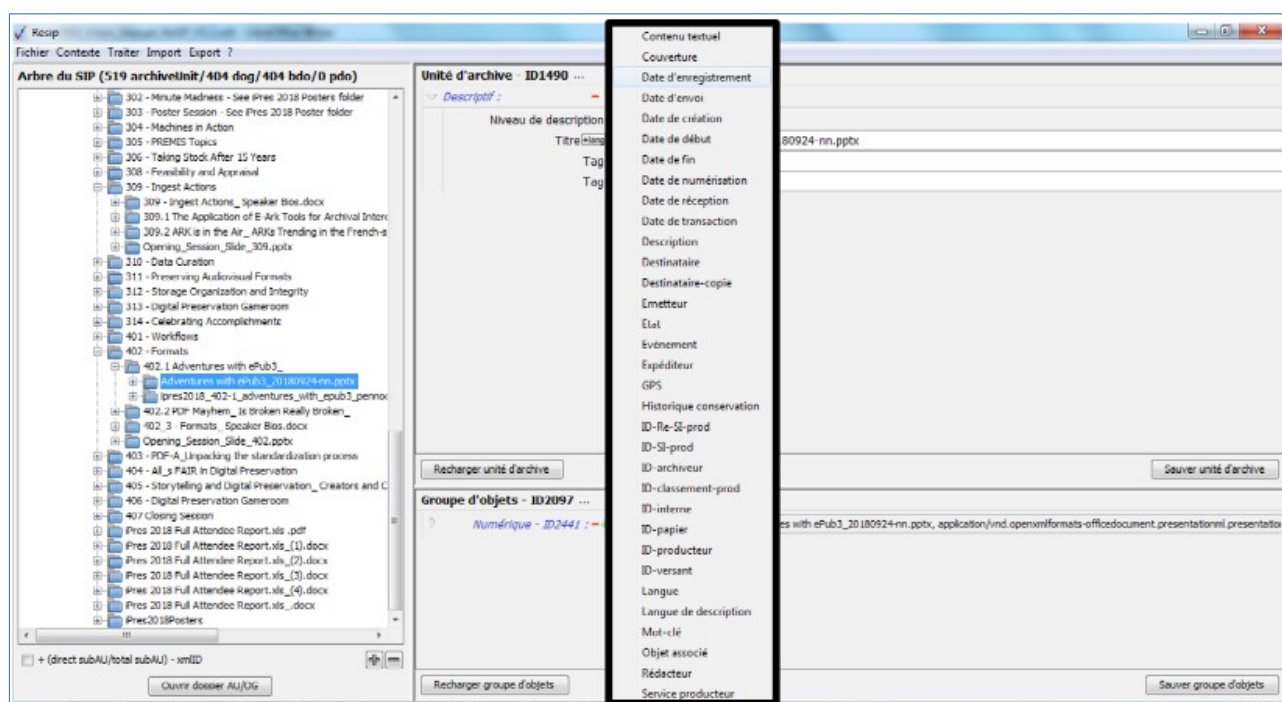 Resip
Fichier Contexte Traiter Import Export ?
Arbre du SIP (519 archiveUnit/404 dog/404 bdo/0 pdo)
302 - Minute Madness - See iPres 2018 Posters folder
303 - Poster Session - See iPres 2018 Poster folder
304 - Machines in Action
305 - PREMIS Topics
306 - Taking Stock After 15 Years
308 - Feasibility and Appraisal
309 - Ingest Actions
309 - Ingest Actions_ Speaker Bios.docx
309.1 The Application of E-Ark Tools for Archival Interc
309.2 ARK is in the Air_ ARKs Trending in the French-s
Opening_Session_Slide_309.pptx
310 - Data Curation
311 - Preserving Audiovisual Formats
312 - Storage Organization and Integrity
313 - Digital Preservation Gameroom
314 - Celebrating Accomplishments
401 - Workflows
402 - Formats
402.1 Adventures with ePub3_
Adventures with ePub3_20180924-nn.pptx
ipres2018_402-1_adventures_with_epub3_pennoc
402.2 PDF Mayhem_ Is Broken Really Broken_
402_3 - Formats_ Speaker Bios.docx
Opening_Session_Slide_402.pptx
403 - PDF-A_Unpacking the standardization process
404 - All_s FAIR in Digital Preservation
405 - Storytelling and Digital Preservation_ Creators and C
406 - Digital Preservation Gameroom
407 Closing Session
iPres 2018 Full Attendee Report.xls .pdf
iPres 2018 Full Attendee Report.xls_(1).docx
iPres 2018 Full Attendee Report.xls_(2).docx
iPres 2018 Full Attendee Report.xls_(3).docx
iPres 2018 Full Attendee Report.xls_(4).docx
iPres 2018 Full Attendee Report.xls_.docx
iPres2018Posters
+ (direct subAU/total subAU) - xmlID
Ouvrir dossier AU/OG
Unité d'archive - ID1490 ...
Descriptif :
Niveau de description
Titre +lang
80924-nn.pptx
Tag
Tag
Recharger unité d'archive
Sauver unité d'archive
Groupe d'objets - ID2097 ...
Numérique - ID2441 :
es with ePub3_20180924-nn.pptx, application/vnd.openxmlformats-officedocument.presentationml.presentatio
Recharger groupe d'objets
Sauver groupe d'objets
Contenu textuel
Couverture
Date d'enregistrement
Date d'envoi
Date de création
Date de début
Date de fin
Date de numérisation
Date de réception
Date de transaction
Description
Destinataire
Destinataire-copie
Emetteur
Etat
Evénement
Expéditeur
GPS
Historique conservation
ID-Re-SI-prod
ID-SI-prod
ID-archiveur
ID-classement-prod
ID-interne
ID-papier
ID-producteur
ID-versant
Langue
Langue de description
Mot-clé
Objet associé
Rédacteur
Service producteur